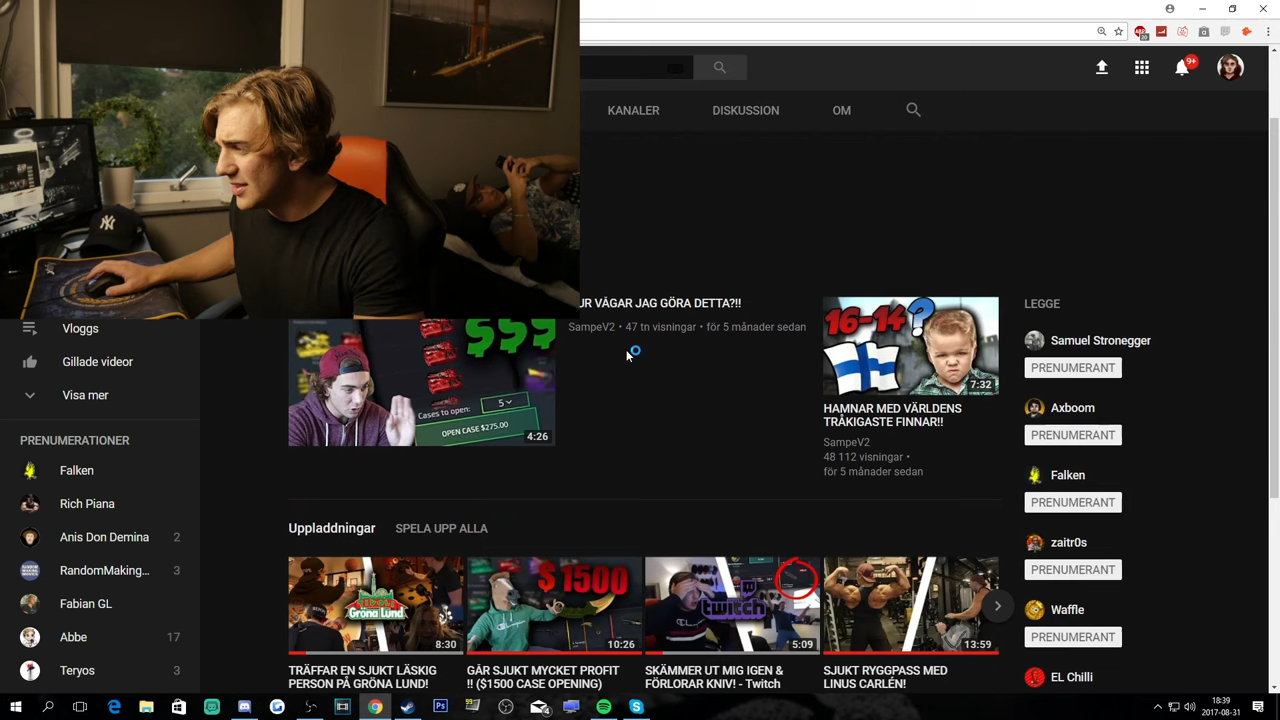 9+
KANALER
DISKUSSION
OM
UR VÅGAR JAG GÖRA DETTA?!!
SampeV2 • 47 tn visningar • för 5 månader sedan
$$$
Cases to open:
5
OPEN CASE $275.00
4:26
16-14?
7:32
HAMNAR MED VÄRLDENS
TRÅKIGASTE FINNAR!!
SampeV2
48 112 visningar •
för 5 månader sedan
LEGGE
Samuel Stronegger
PRENUMERANT
Axboom
PRENUMERANT
Falken
PRENUMERANT
zaitr0s
PRENUMERANT
Waffle
PRENUMERANT
EL Chilli
Vloggs
Gillade videor
Visa mer
PRENUMERATIONER
Falken
Rich Piana
Anis Don Demina 2
RandomMaking... 3
Fabian GL
Abbe 17
Teryos 3
Uppladdningar SPELA UPP ALLA
Gröna Lund
8:30
TRÄFFAR EN SJUKT LÄSKIG
PERSON PÅ GRÖNA LUND!
$1500
10:26
GÅR SJUKT MYCKET PROFIT
!! ($1500 CASE OPENING)
twitch
5:09
SKÄMMER UT MIG IGEN &
FÖRLORAR KNIV! - Twitch
13:59
SJUKT RYGGPASS MED
LINUS CARLÉN!
18:39
2017-08-31